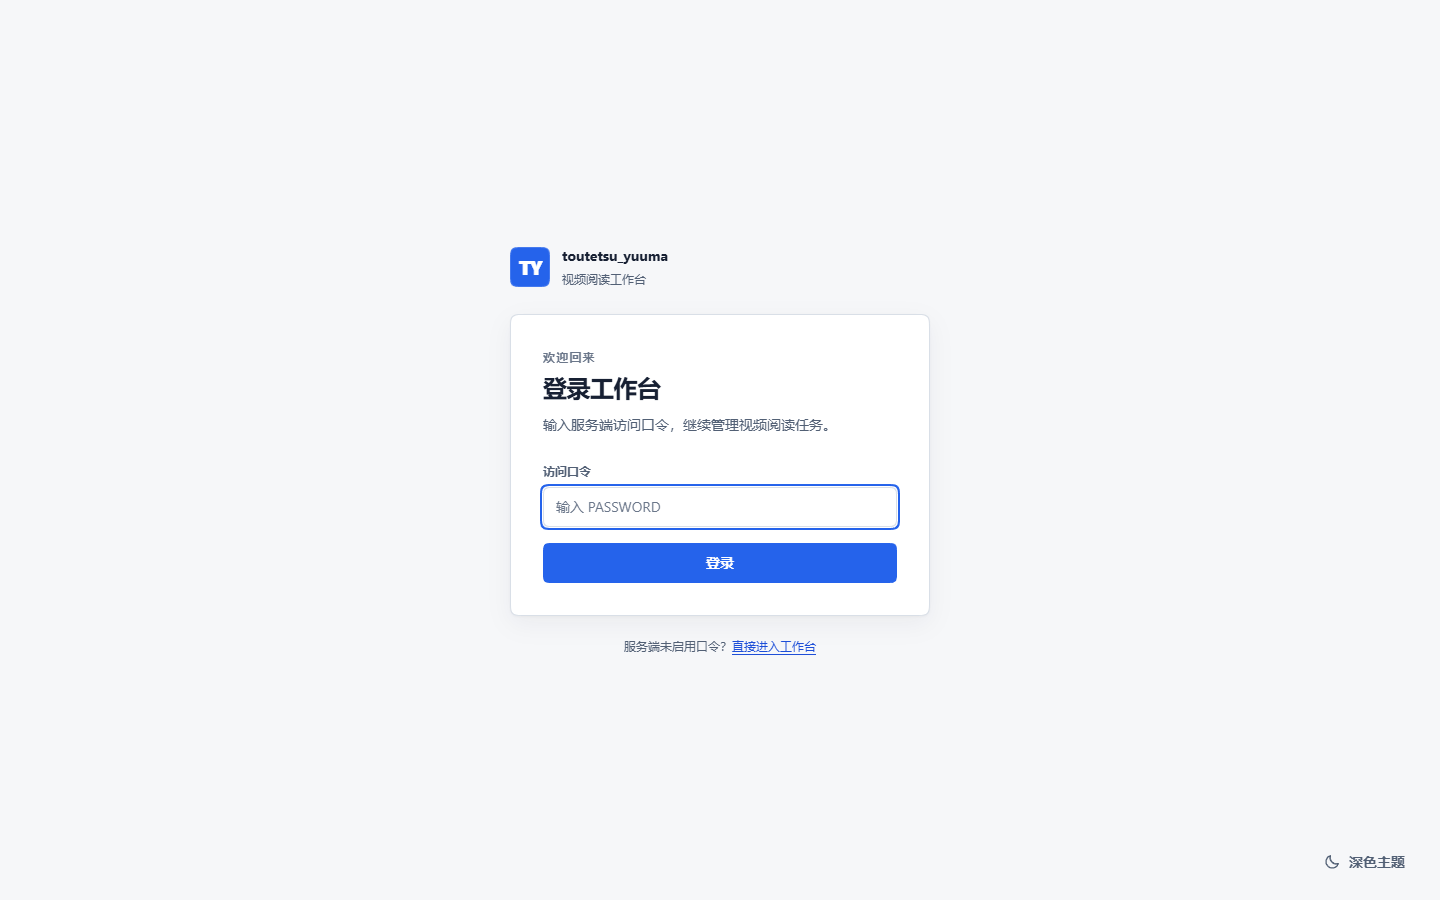 TY
toutetsu_yuuma
视频阅读工作台
欢迎回来
登录工作台
输入服务端访问口令，继续管理视频阅读任务。
访问口令
输入 PASSWORD
登录
服务端未启用口令？直接进入工作台
深色主题